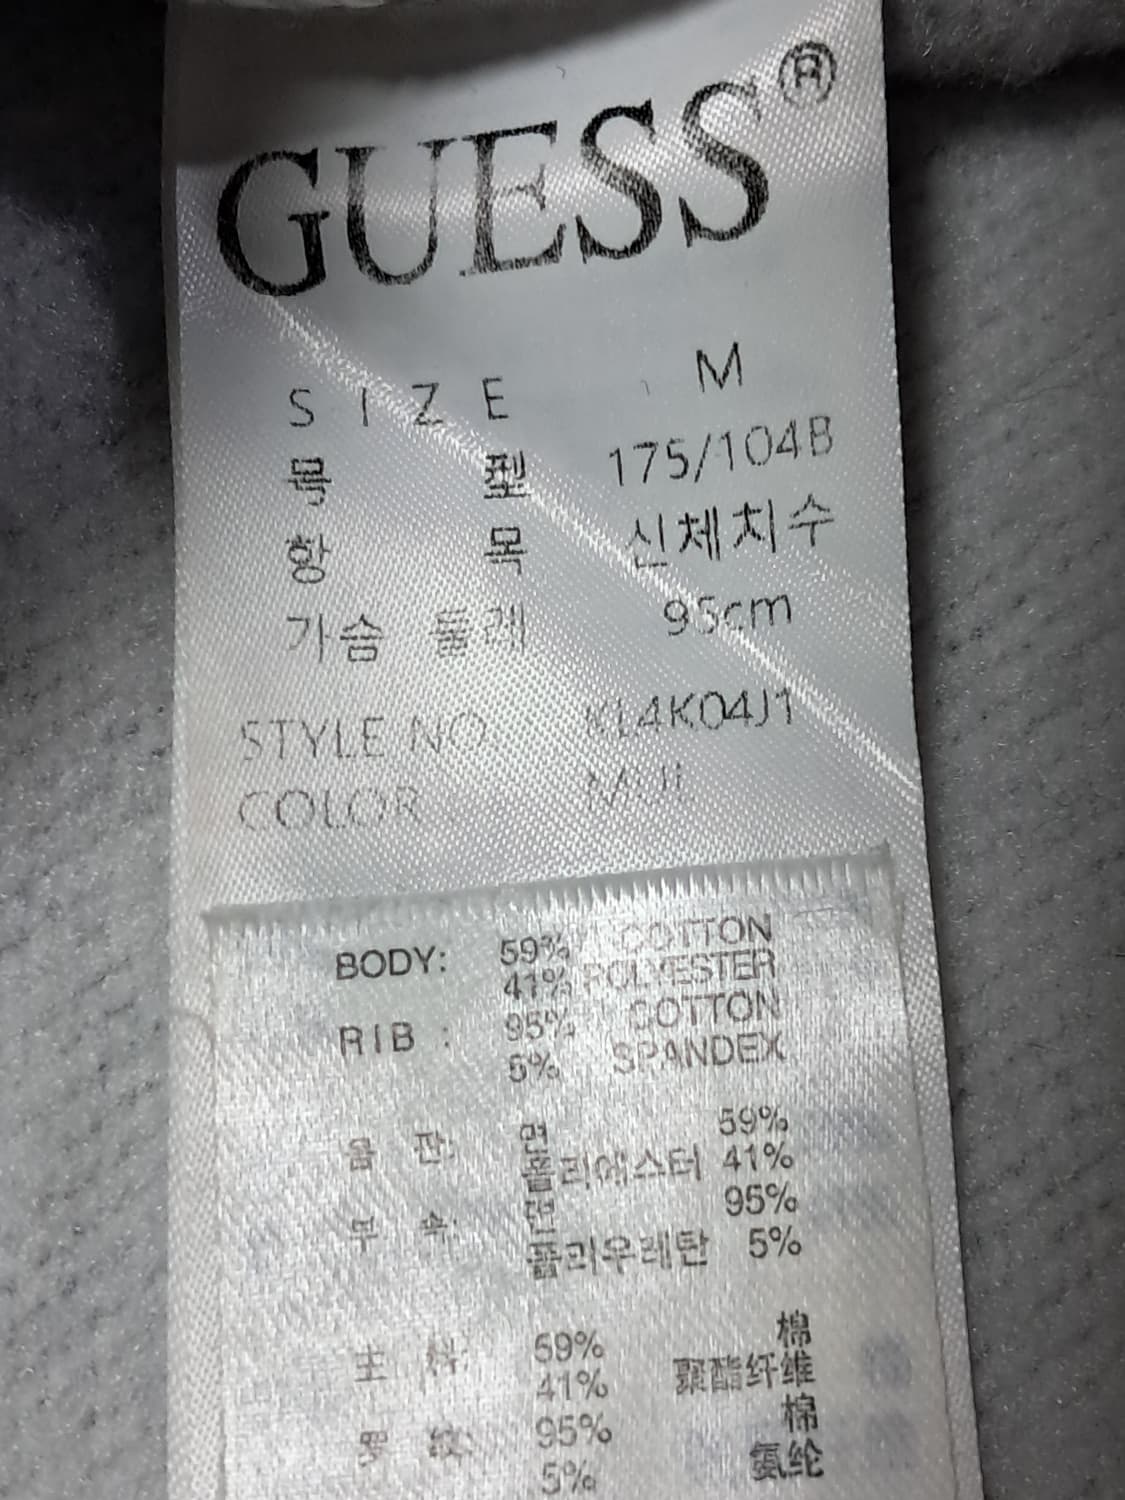 GUESS®
SIZE M
号型 175/104B
항목 신체치수
가슴둘레 95cm
STYLE NO. KL4K04J1
COLOR
BODY: 59% COTTON
41% POLYESTER
RIB : 95% COTTON
5% SPANDEX
몸 판: 면 59%
폴리에스터 41%
부 속: 면 95%
폴리우레탄 5%
主 料: 59% 棉
41% 聚酯纤维
罗 纹: 95% 棉
5% 氨纶